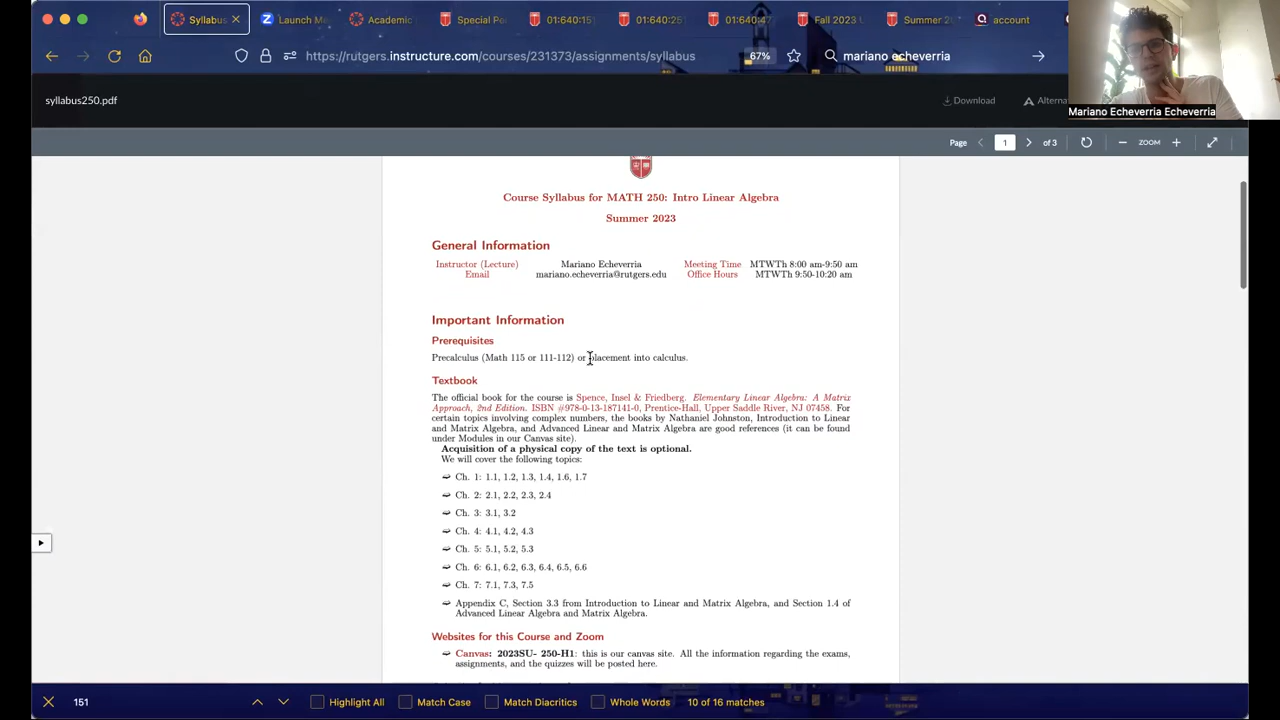 Syllabus
Launch Me
Academic
Special Pe
01:640:15
01:640:25
01:640:47
Fall 2023 U
Summer 20
account
https://rutgers.instructure.com/courses/231373/assignments/syllabus
67%
mariano echeverria
syllabus250.pdf
Download
Alterna
Mariano Echeverria Echeverria
Page
1
of 3
ZOOM
Course Syllabus for MATH 250: Intro Linear Algebra
Summer 2023
General Information
Instructor (Lecture) Mariano Echeverria Meeting Time MTWTh 8:00 am-9:50 am
Email mariano.echeverria@rutgers.edu Office Hours MTWTh 9:50-10:20 am
Important Information
Prerequisites
Precalculus (Math 115 or 111-112) or placement into calculus.
Textbook
The official book for the course is Spence, Insel & Friedberg. Elementary Linear Algebra: A Matrix
Approach, 2nd Edition. ISBN #978-0-13-187141-0, Prentice-Hall, Upper Saddle River, NJ 07458. For
certain topics involving complex numbers, the books by Nathaniel Johnston, Introduction to Linear
and Matrix Algebra, and Advanced Linear and Matrix Algebra are good references (it can be found
under Modules in our Canvas site).
Acquisition of a physical copy of the text is optional.
We will cover the following topics:
Ch. 1: 1.1, 1.2, 1.3, 1.4, 1.6, 1.7
Ch. 2: 2.1, 2.2, 2.3, 2.4
Ch. 3: 3.1, 3.2
Ch. 4: 4.1, 4.2, 4.3
Ch. 5: 5.1, 5.2, 5.3
Ch. 6: 6.1, 6.2, 6.3, 6.4, 6.5, 6.6
Ch. 7: 7.1, 7.3, 7.5
Appendix C, Section 3.3 from Introduction to Linear and Matrix Algebra, and Section 1.4 of
Advanced Linear Algebra and Matrix Algebra.
Websites for this Course and Zoom
Canvas: 2023SU- 250-H1: this is our canvas site. All the information regarding the exams,
assignments, and the quizzes will be posted here.
151
Highlight All
Match Case
Match Diacritics
Whole Words
10 of 16 matches